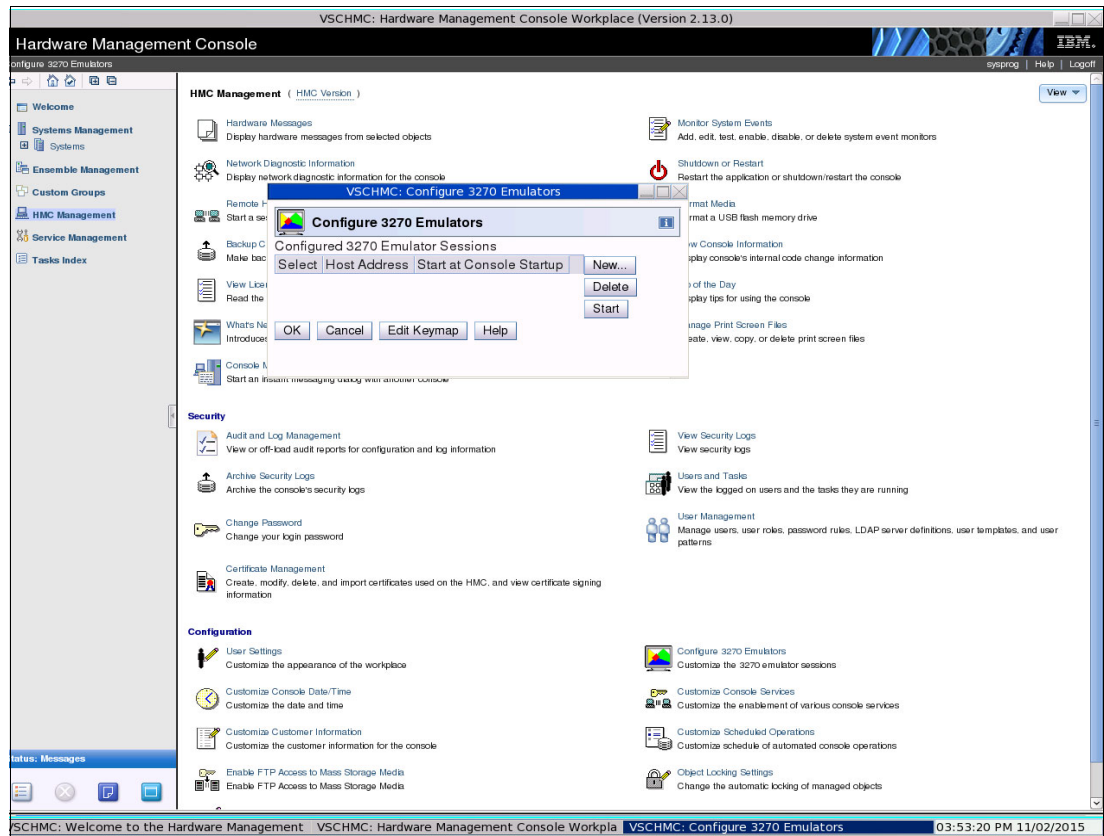 VSCHMC: Hardware Management Console Workplace (Version 2.13.0)
Hardware Management Console
IBM.
onfigure 3270 Emulators
sysprog | Help | Logoff
HMC Management ( HMC Version )
View
Welcome
Systems Management
Systems
Ensemble Management
Custom Groups
HMC Management
Service Management
Tasks Index
Hardware Messages
Display hardware messages from selected objects
Monitor System Events
Add, edit, test, enable, disable, or delete system event monitors
Network Diagnostic Information
Display network diagnostic information for the console
Shutdown or Restart
Restart the application or shutdown/restart the console
Remote H
Start a ses
rmat Media
rmat a USB flash memory drive
Backup C
Make bac
ew Console Information
splay console's internal code change information
View Licen
Read the
p of the Day
splay tips for using the console
What's Ne
Introduces
anage Print Screen Files
eate, view, copy, or delete print screen files
Console M
Start an instant messaging dialog with another console
VSCHMC: Configure 3270 Emulators
Configure 3270 Emulators
i
Configured 3270 Emulator Sessions
Select Host Address Start at Console Startup
New...
Delete
Start
OK Cancel Edit Keymap Help
Security
Audit and Log Management
View or off-load audit reports for configuration and log information
View Security Logs
View security logs
Archive Security Logs
Archive the console's security logs
Users and Tasks
View the logged on users and the tasks they are running
Change Password
Change your login password
User Management
Manage users, user roles, password rules, LDAP server definitions, user templates, and user
patterns
Certificate Management
Create, modify, delete, and import certificates used on the HMC, and view certificate signing
information
Configuration
User Settings
Customize the appearance of the workplace
Configure 3270 Emulators
Customize the 3270 emulator sessions
Customize Console Date/Time
Customize the date and time
Customize Console Services
Customize the enablement of various console services
Customize Customer Information
Customize the customer information for the console
Customize Scheduled Operations
Customize schedule of automated console operations
Enable FTP Access to Mass Storage Media
Enable FTP Access to Mass Storage Media
Object Locking Settings
Change the automatic locking of managed objects
tatus: Messages
VSCHMC: Welcome to the Hardware Management
VSCHMC: Hardware Management Console Workpla
VSCHMC: Configure 3270 Emulators
03:53:20 PM 11/02/2015